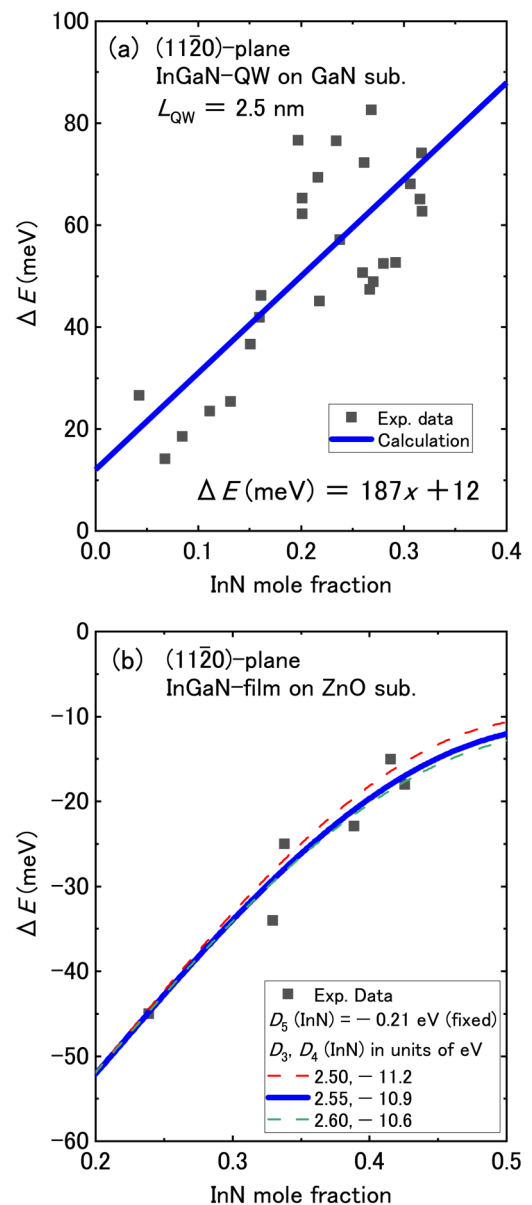 (a) (112̄0)-plane
InGaN-QW on GaN sub.
L_QW = 2.5 nm
100
80
60
40
20
0
ΔE (meV)
Exp. data
Calculation
ΔE (meV) = 187x + 12
0.0 0.1 0.2 0.3 0.4
InN mole fraction
(b) (112̄0)-plane
InGaN-film on ZnO sub.
0
−10
−20
−30
−40
−50
−60
ΔE (meV)
Exp. Data
D₅ (InN) = − 0.21 eV (fixed)
D₃, D₄ (InN) in units of eV
2.50, − 11.2
2.55, − 10.9
2.60, − 10.6
0.2 0.3 0.4 0.5
InN mole fraction